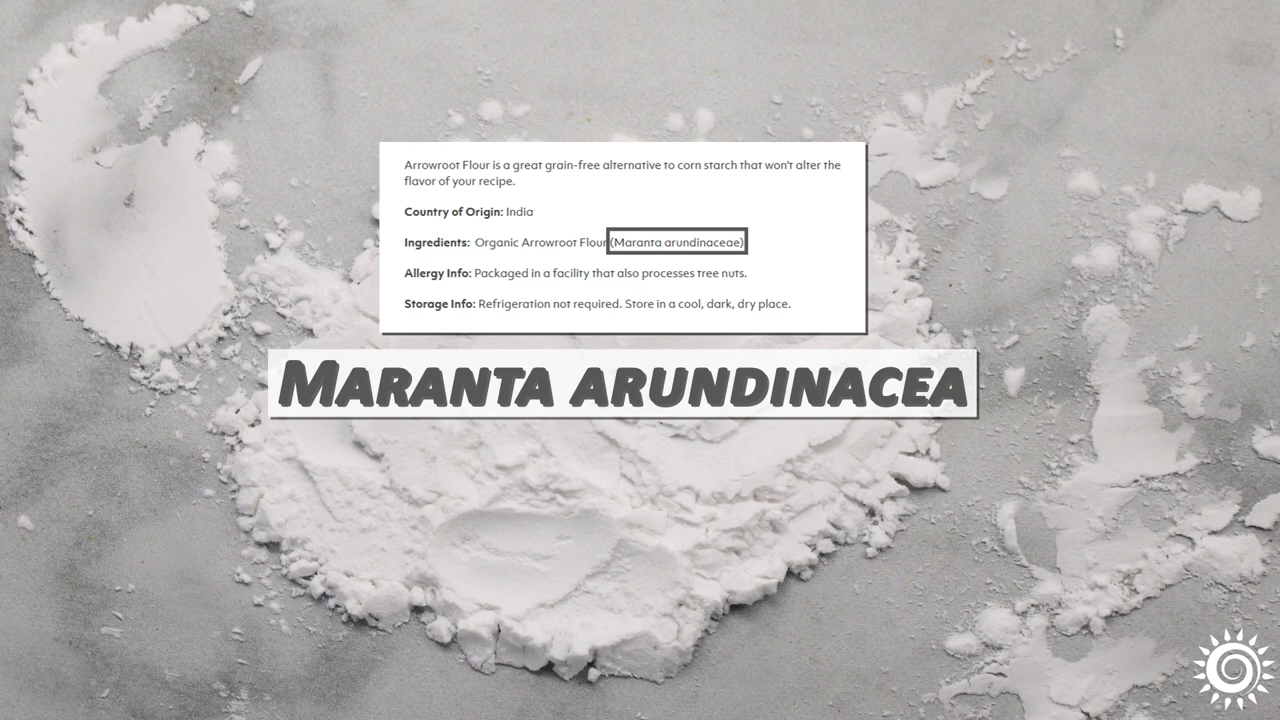 Arrowroot Flour is a great grain-free alternative to corn starch that won't alter the
flavor of your recipe.
Country of Origin: India
Ingredients: Organic Arrowroot Flour (Maranta arundinaceae)
Allergy Info: Packaged in a facility that also processes tree nuts.
Storage Info: Refrigeration not required. Store in a cool, dark, dry place.
MARANTA ARUNDINACEA